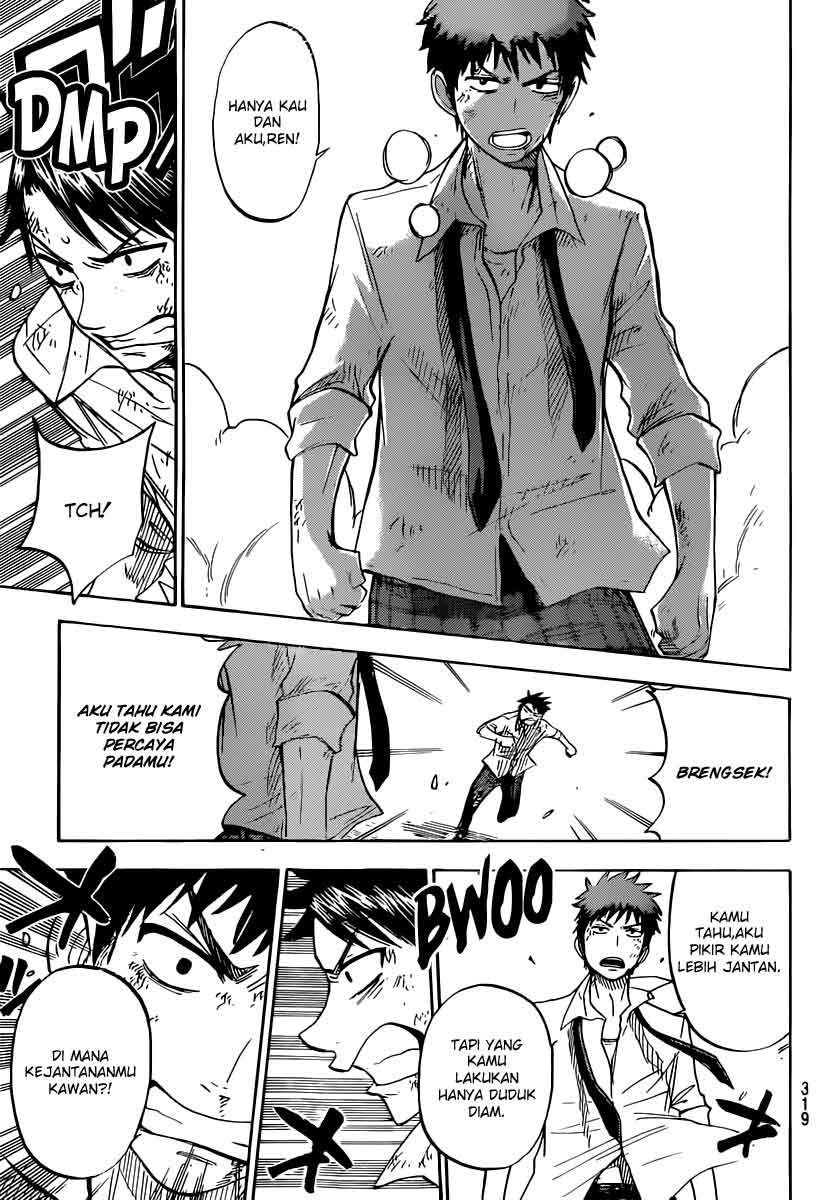 HANYA KAU
DAN
AKU,REN!
DMP
TCH!
BRENGSEK!
AKU TAHU KAMI
TIDAK BISA
PERCAYA
PADAMU!
KAMU
TAHU,AKU
PIKIR KAMU
LEBIH JANTAN.
BWOO
TAPI YANG
KAMU
LAKUKAN
HANYA DUDUK
DIAM.
DI MANA
KEJANTANANMU
KAWAN?!
319